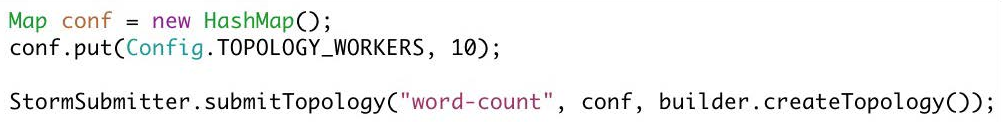 Map conf = new HashMap();
conf.put(Config.TOPOLOGY_WORKERS, 10);
StormSubmitter.submitTopology("word-count", conf, builder.createTopology());